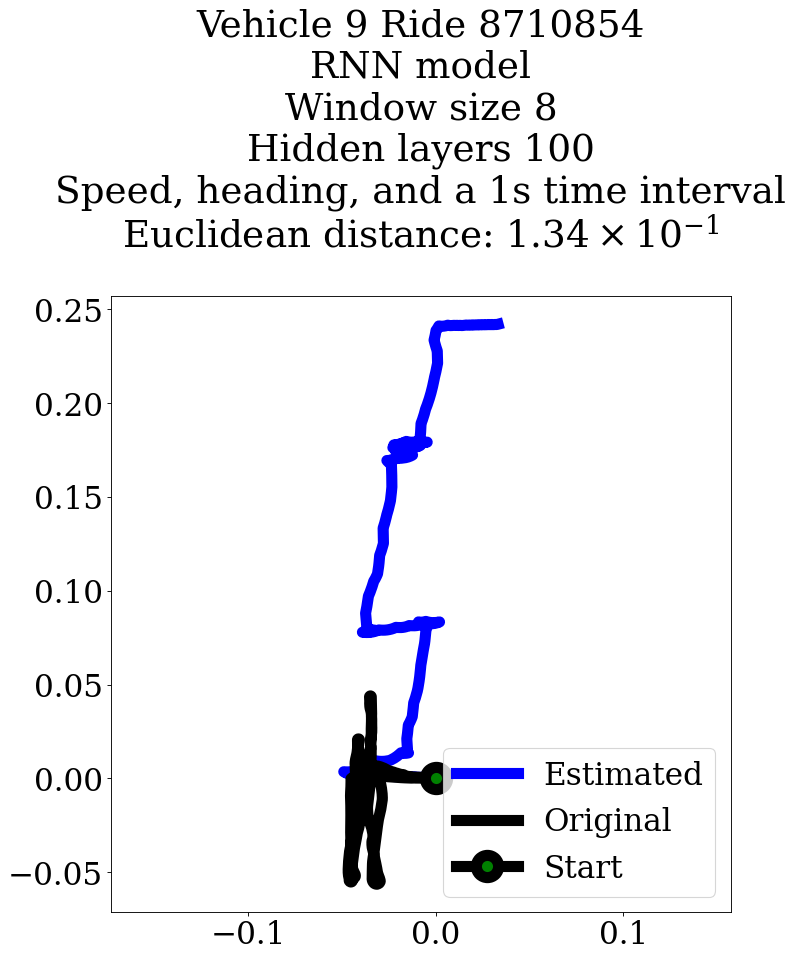 Vehicle 9 Ride 8710854
RNN model
Window size 8
Hidden layers 100
Speed, heading, and a 1s time interval
Euclidean distance: 1.34 × 10⁻¹
0.25
0.20
0.15
0.10
0.05
0.00
−0.05
−0.1
0.0
0.1
Estimated
Original
Start